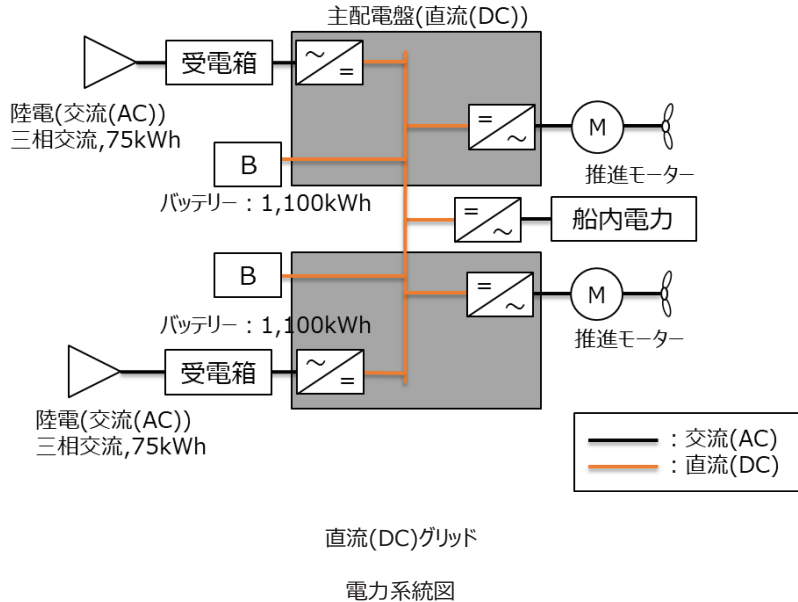 主配電盤(直流(DC))
受電箱
～
=
陸電(交流(AC))
三相交流,75kWh
=
～
M
推進モーター
B
バッテリー：1,100kWh
=
～
船内電力
B
バッテリー：1,100kWh
=
～
M
推進モーター
受電箱
～
=
陸電(交流(AC))
三相交流,75kWh
：交流(AC)
：直流(DC)
直流(DC)グリッド
電力系統図